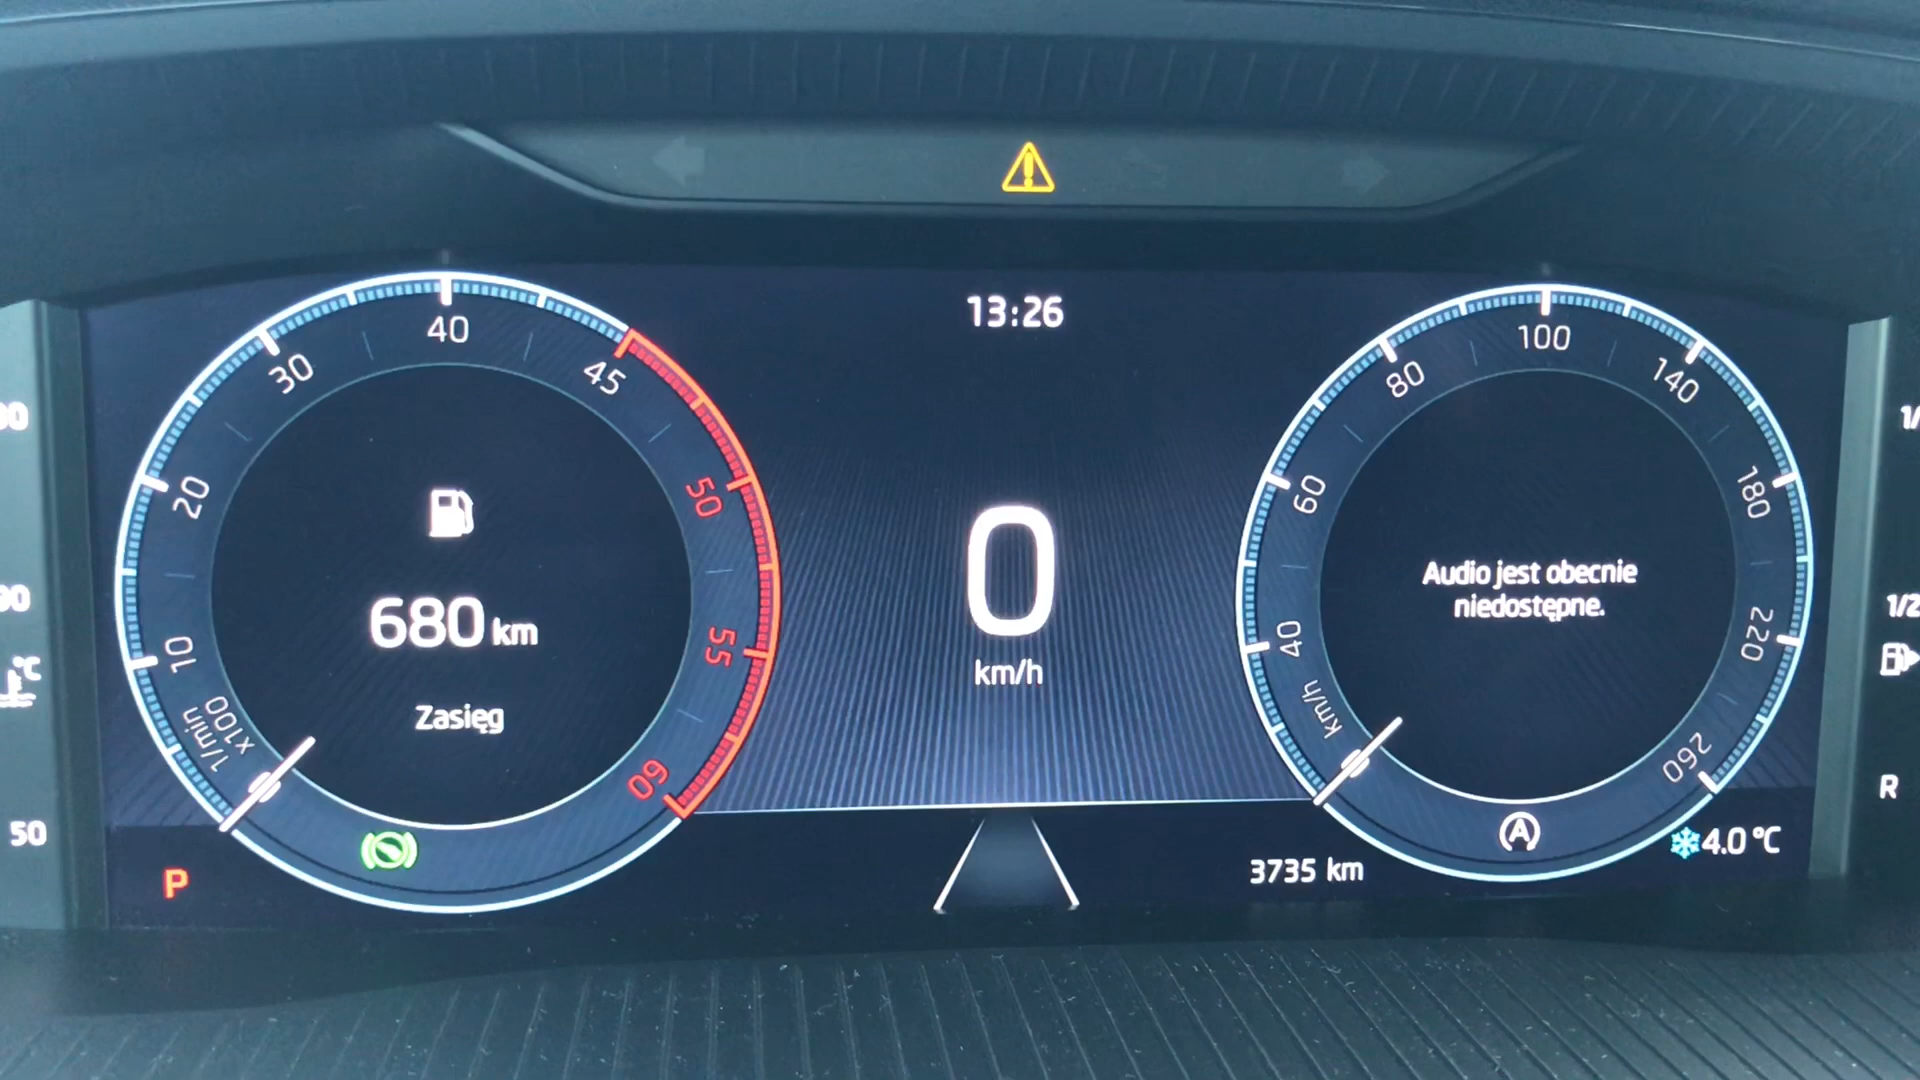 13:26
10
20
30
40
45
50
55
60
1/min
x100
680 km
Zasięg
0
km/h
40
60
80
100
140
180
220
260
km/h
Audio jest obecnie
niedostępne.
P
3735 km
A
4.0 °C
90
°C
50
1/2
R